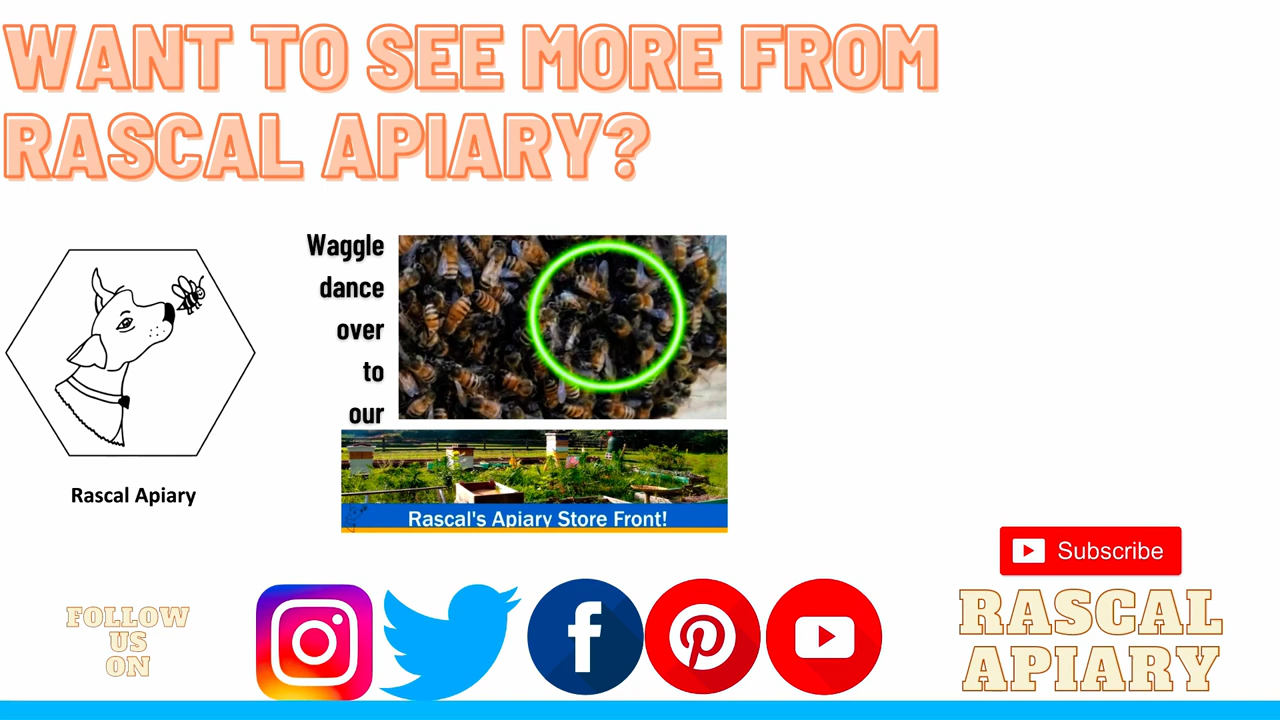 WANT TO SEE MORE FROM
RASCAL APIARY?
Waggle
dance
over
to
our
Rascal Apiary
Rascal's Apiary Store Front!
Subscribe
FOLLOW
US
ON
RASCAL
APIARY